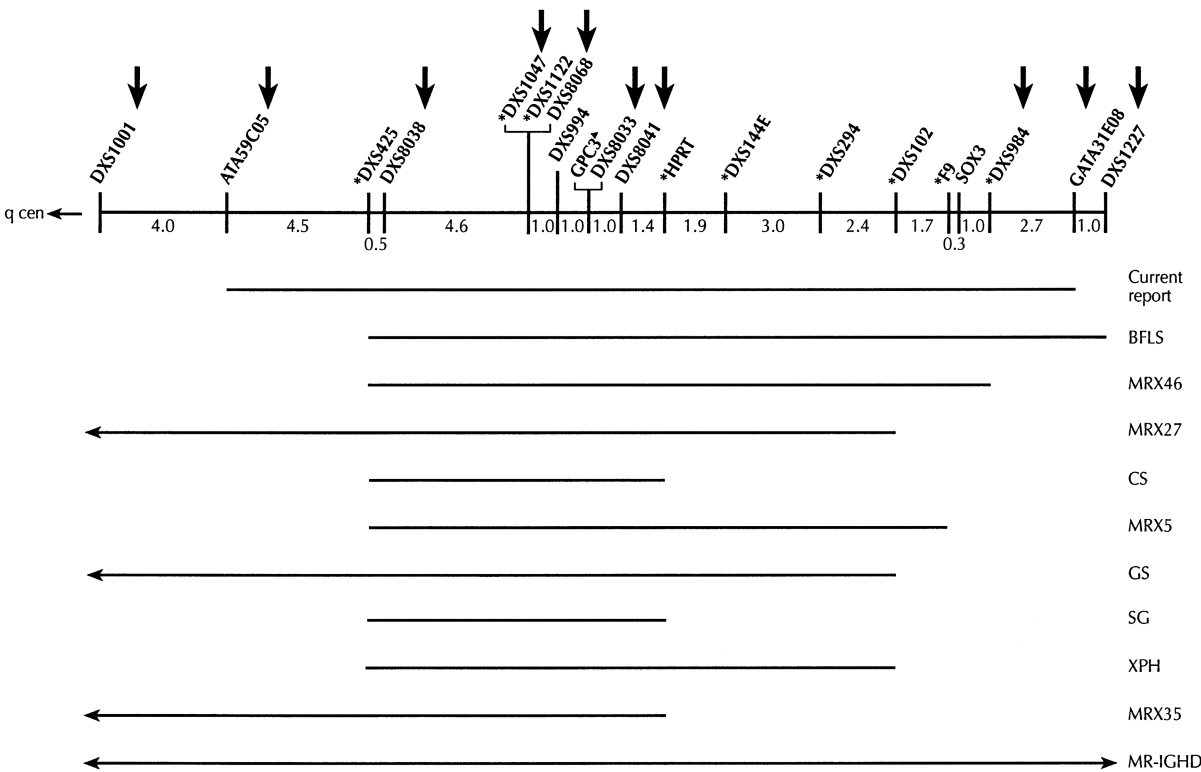 DXS1001
ATA59C05
*DXS425
DXS8038
*DXS1047
*DXS1122
DXS8068
DXS994
GPC3▲
DXS8033
DXS8041
*HPRT
*DXS144E
*DXS294
*DXS102
*F9
SOX3
*DXS984
GATA31E08
DXS1227
q cen
4.0
4.5
0.5
4.6
1.0
1.0
1.0
1.4
1.9
3.0
2.4
1.7
0.3
1.0
2.7
1.0
Current
report
BFLS
MRX46
MRX27
CS
MRX5
GS
SG
XPH
MRX35
MR-IGHD